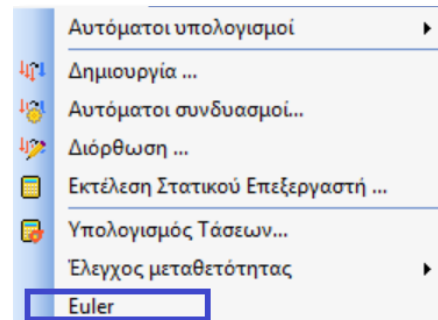 Αυτόματοι υπολογισμοί
Δημιουργία ...
Αυτόματοι συνδυασμοί...
Διόρθωση ...
Εκτέλεση Στατικού Επεξεργαστή ...
Υπολογισμός Τάσεων...
Έλεγχος μεταθετότητας
Euler